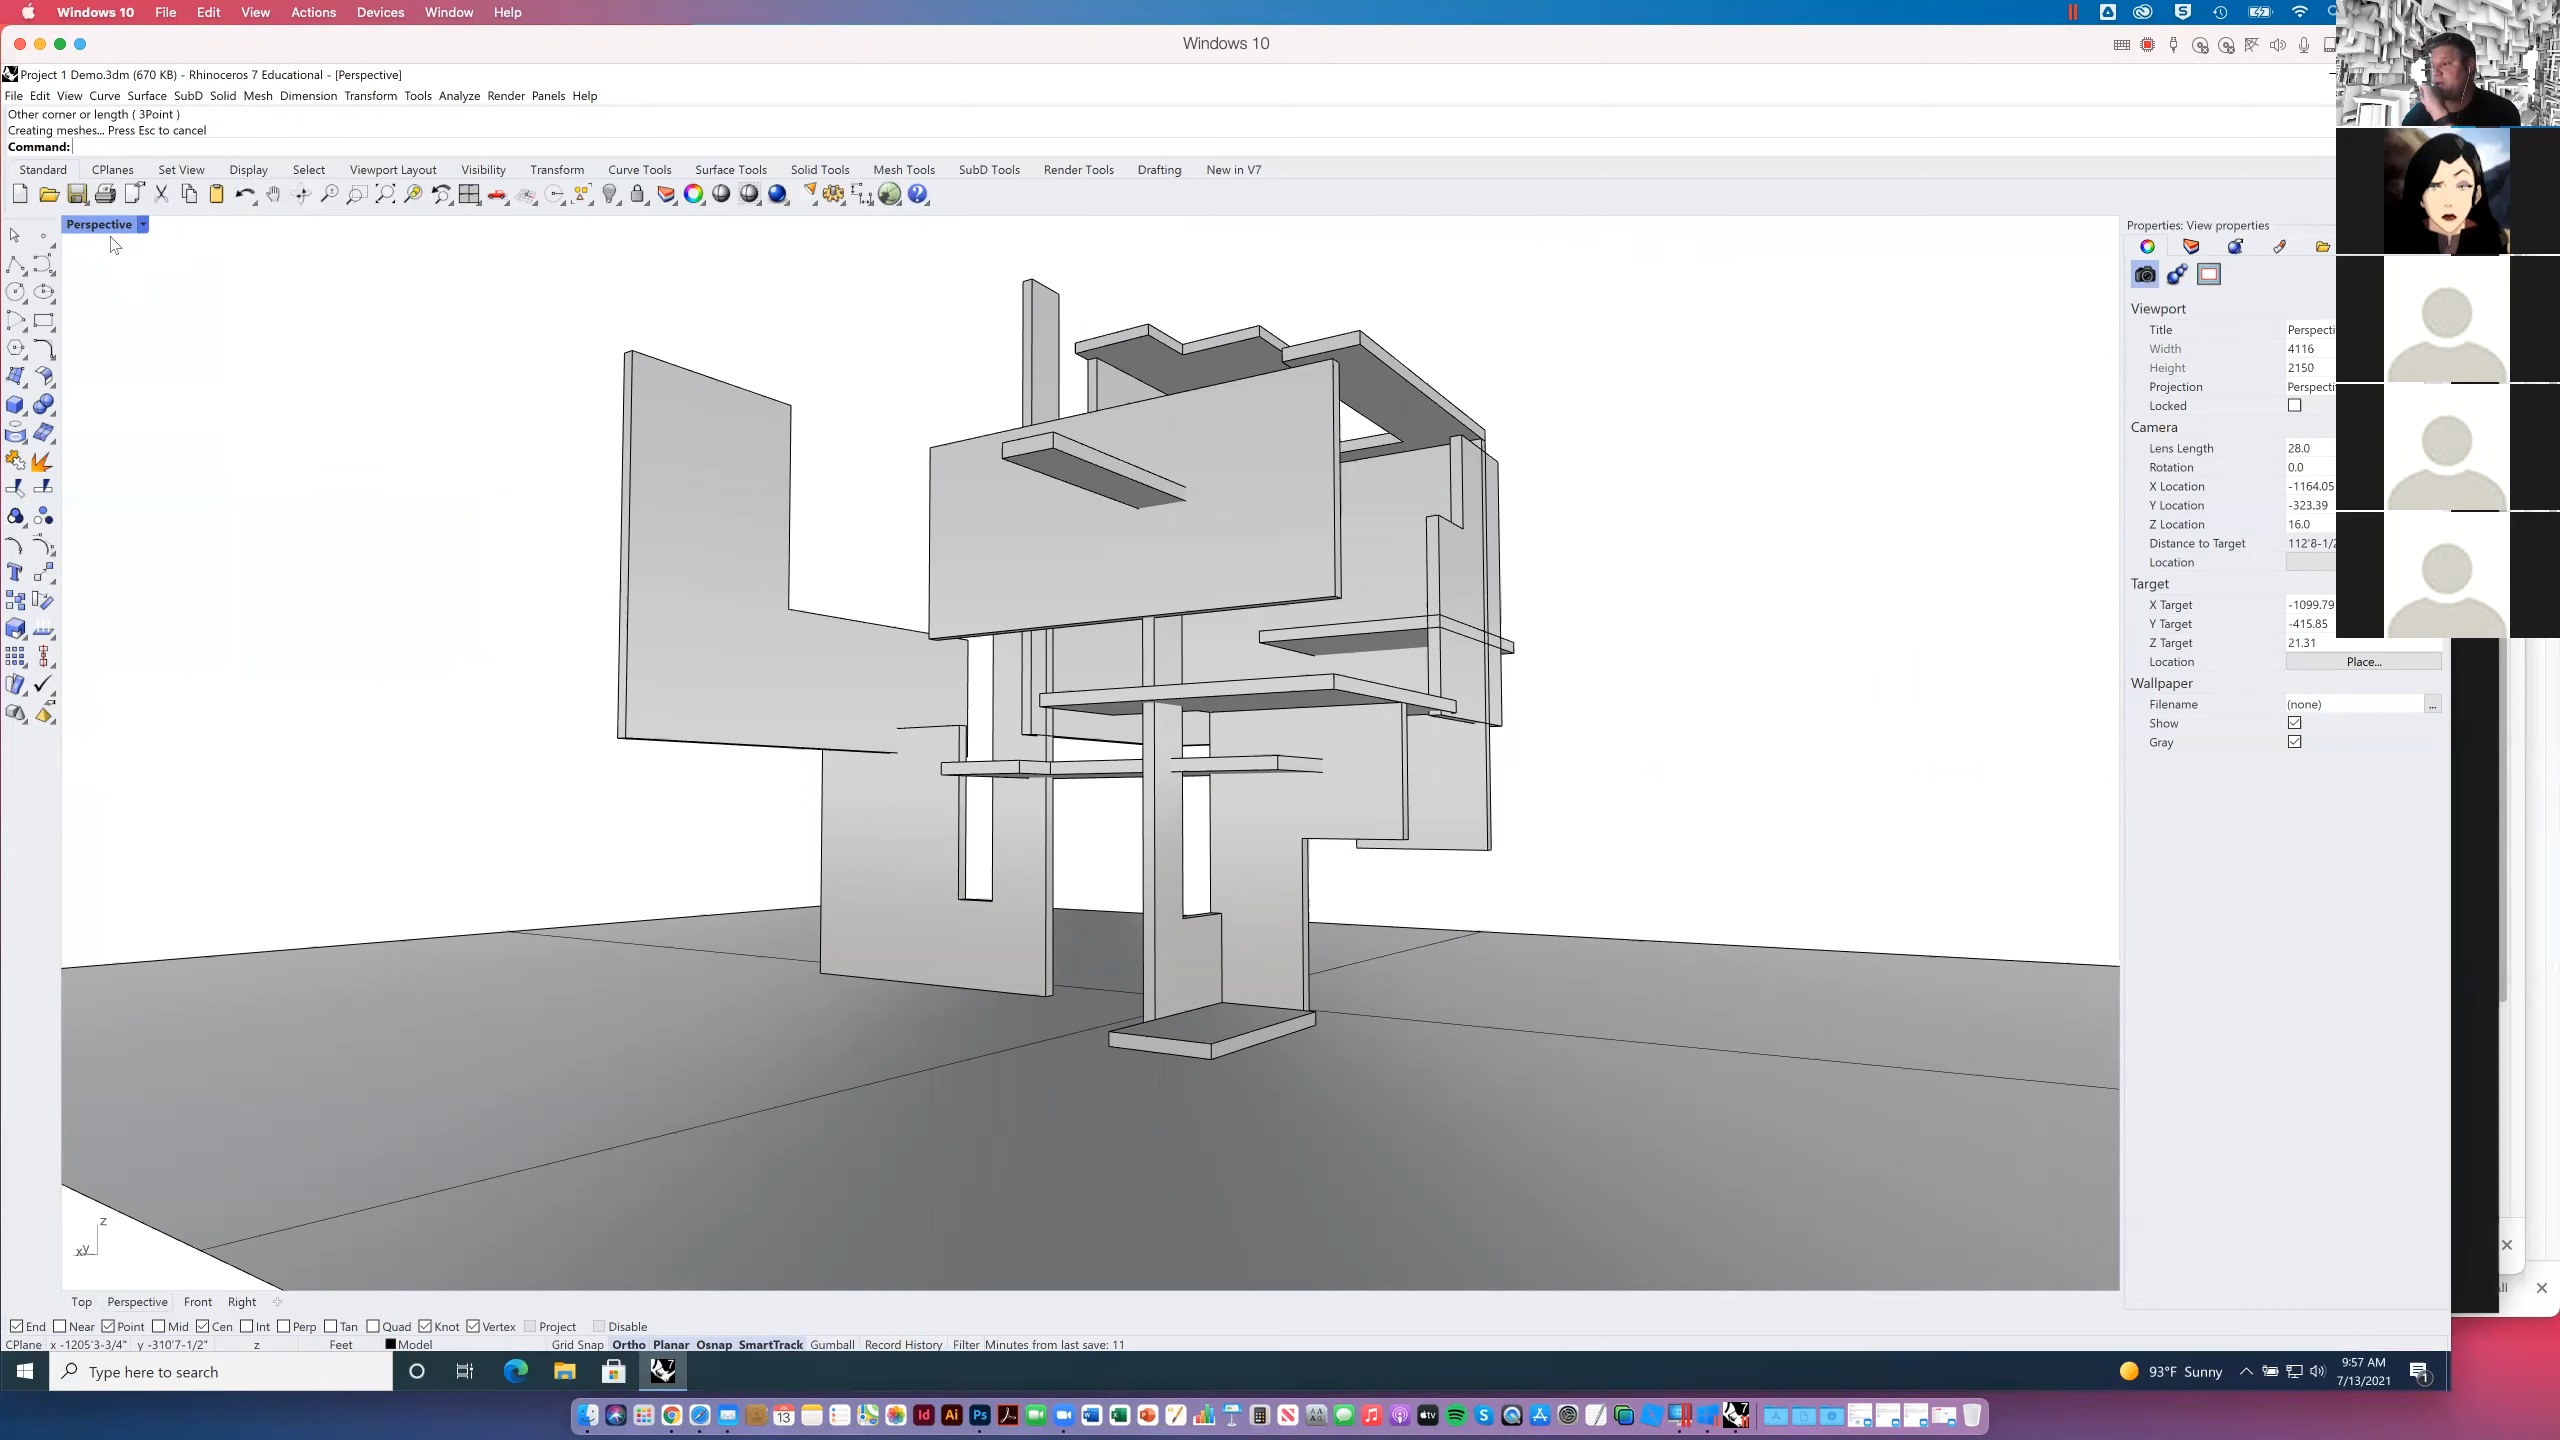 Windows 10 File Edit View Actions Devices Window Help
Windows 10
Project 1 Demo.3dm (670 KB) - Rhinoceros 7 Educational - [Perspective]
File Edit View Curve Surface SubD Solid Mesh Dimension Transform Tools Analyze Render Panels Help
Other corner or length ( 3Point )
Creating meshes... Press Esc to cancel
Command:
Standard CPlanes Set View Display Select Viewport Layout Visibility Transform Curve Tools Surface Tools Solid Tools Mesh Tools SubD Tools Render Tools Drafting New in V7
Perspective
Properties: View properties
Viewport
Title Perspecti
Width 4116
Height 2150
Projection Perspecti
Locked
Camera
Lens Length 28.0
Rotation 0.0
X Location -1164.05
Y Location -323.39
Z Location 16.0
Distance to Target 112'8-1/2
Location
Target
X Target -1099.79
Y Target -415.85
Z Target 21.31
Location Place...
Wallpaper
Filename (none) ...
Show
Gray
z
x y
Top Perspective Front Right
End Near Point Mid Cen Int Perp Tan Quad Knot Vertex Project Disable
CPlane x -1205'3-3/4" y -310'7-1/2" z Feet Model Grid Snap Ortho Planar Osnap SmartTrack Gumball Record History Filter Minutes from last save: 11
Type here to search
93°F Sunny
9:57 AM
7/13/2021